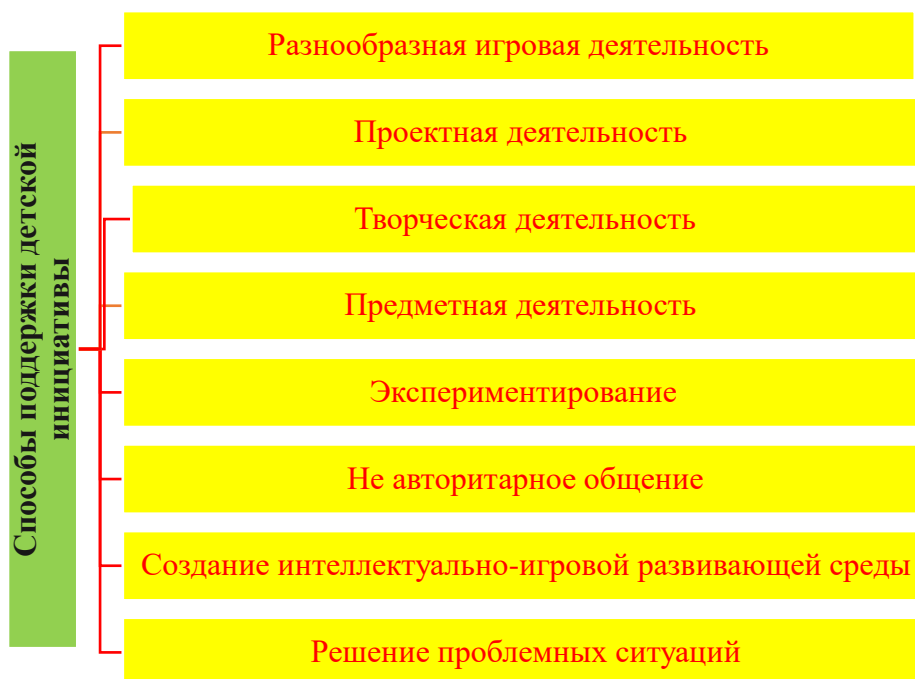 Способы поддержки детской
инициативы
Разнообразная игровая деятельность
Проектная деятельность
Творческая деятельность
Предметная деятельность
Экспериментирование
Не авторитарное общение
Создание интеллектуально-игровой развивающей среды
Решение проблемных ситуаций